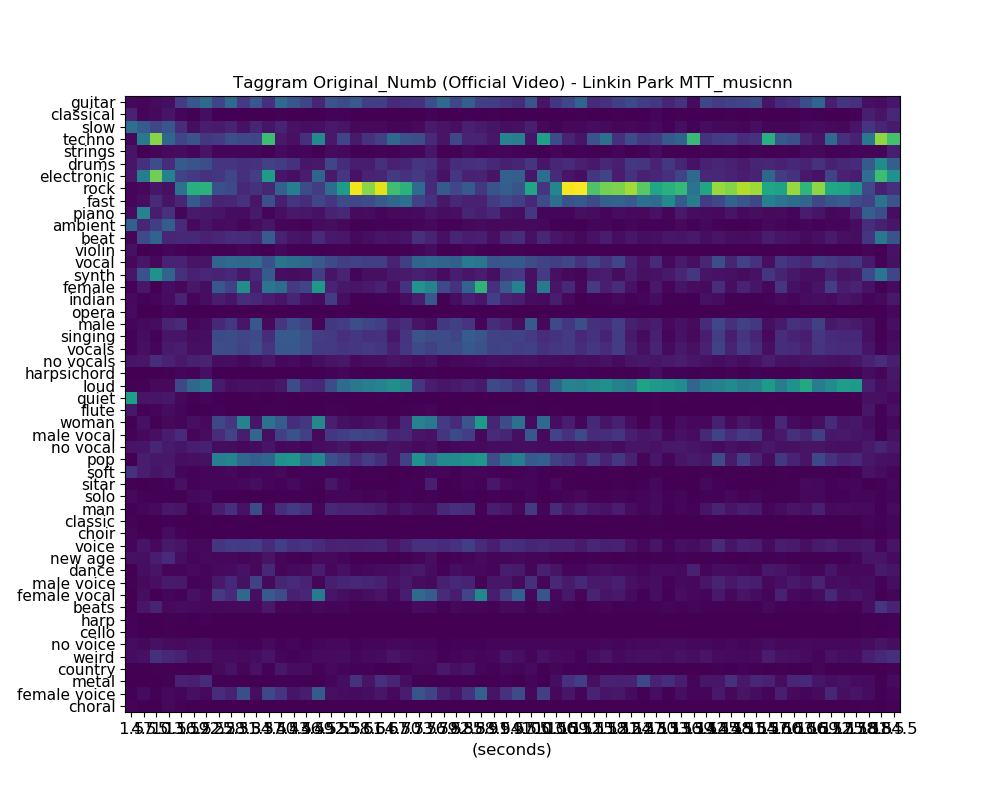 Taggram Original_Numb (Official Video) - Linkin Park MTT_musicnn
guitar
classical
slow
techno
strings
drums
electronic
rock
fast
piano
ambient
beat
violin
vocal
synth
female
indian
opera
male
singing
vocals
no vocals
harpsichord
loud
quiet
flute
woman
male vocal
no vocal
pop
soft
sitar
solo
man
classic
choir
voice
new age
dance
male voice
female vocal
beats
harp
cello
no voice
weird
country
metal
female voice
choral
(seconds)